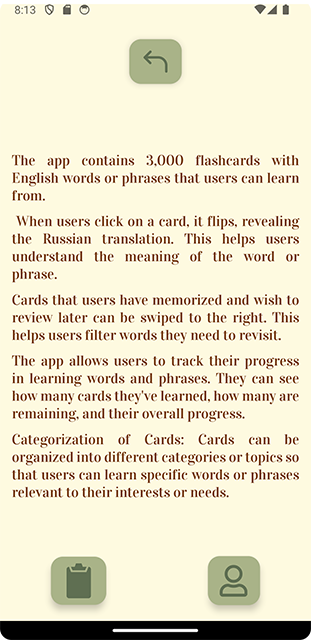 8:13
The app contains 3,000 flashcards with
English words or phrases that users can learn
from.
When users click on a card, it flips, revealing
the Russian translation. This helps users
understand the meaning of the word or
phrase.
Cards that users have memorized and wish to
review later can be swiped to the right. This
helps users filter words they need to revisit.
The app allows users to track their progress
in learning words and phrases. They can see
how many cards they've learned, how many are
remaining, and their overall progress.
Categorization of Cards: Cards can be
organized into different categories or topics so
that users can learn specific words or phrases
relevant to their interests or needs.